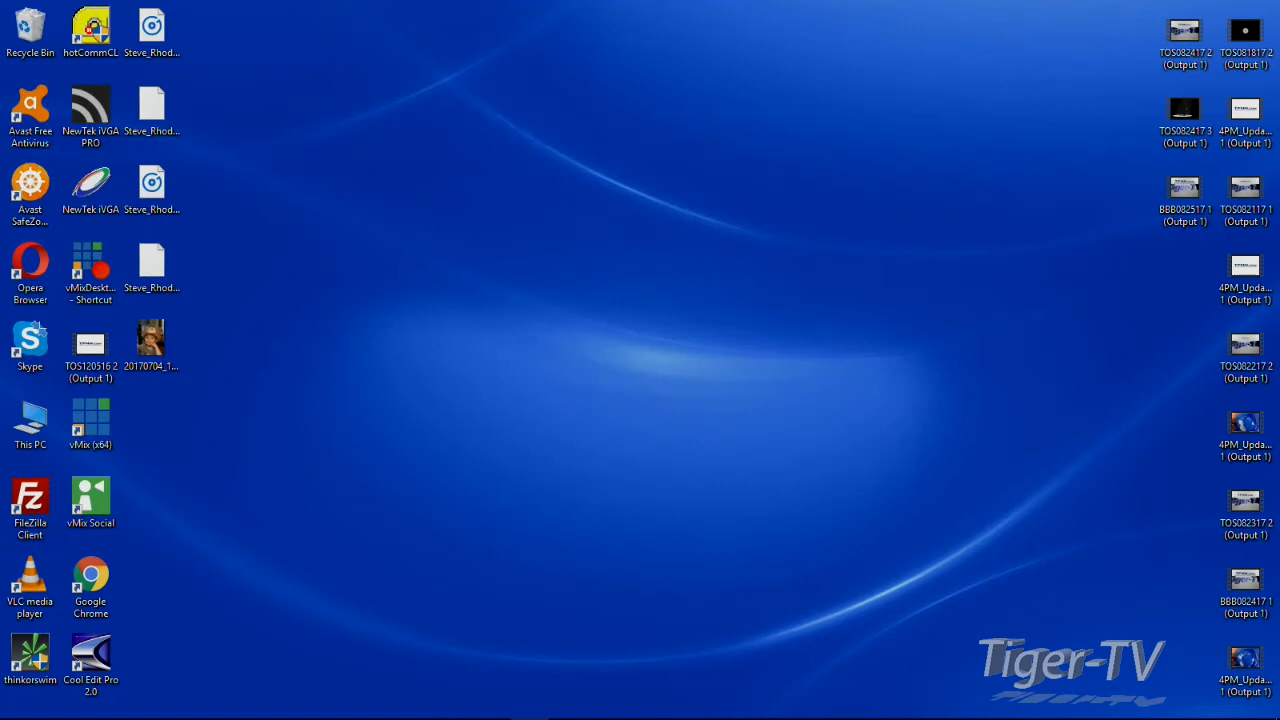 Recycle Bin
hotCommCL
Steve_Rhod...
Avast Free
Antivirus
NewTek iVGA
PRO
Steve_Rhod...
Avast
SafeZo...
NewTek iVGA
Steve_Rhod...
Opera
Browser
vMixDeskt...
- Shortcut
Steve_Rhod...
Skype
TOS120516 2
(Output 1)
20170704_1...
This PC
vMix (x64)
FileZilla
Client
vMix Social
VLC media
player
Google
Chrome
thinkorswim
Cool Edit Pro
2.0
TOS082417 2
(Output 1)
TOS081817 2
(Output 1)
TOS082417 3
(Output 1)
4PM_Upda...
1 (Output 1)
BBB082517 1
(Output 1)
TOS082117 1
(Output 1)
4PM_Upda...
1 (Output 1)
TOS082217 2
(Output 1)
4PM_Upda...
1 (Output 1)
TOS082317 2
(Output 1)
BBB082417 1
(Output 1)
4PM_Upda...
1 (Output 1)
Tiger-TV